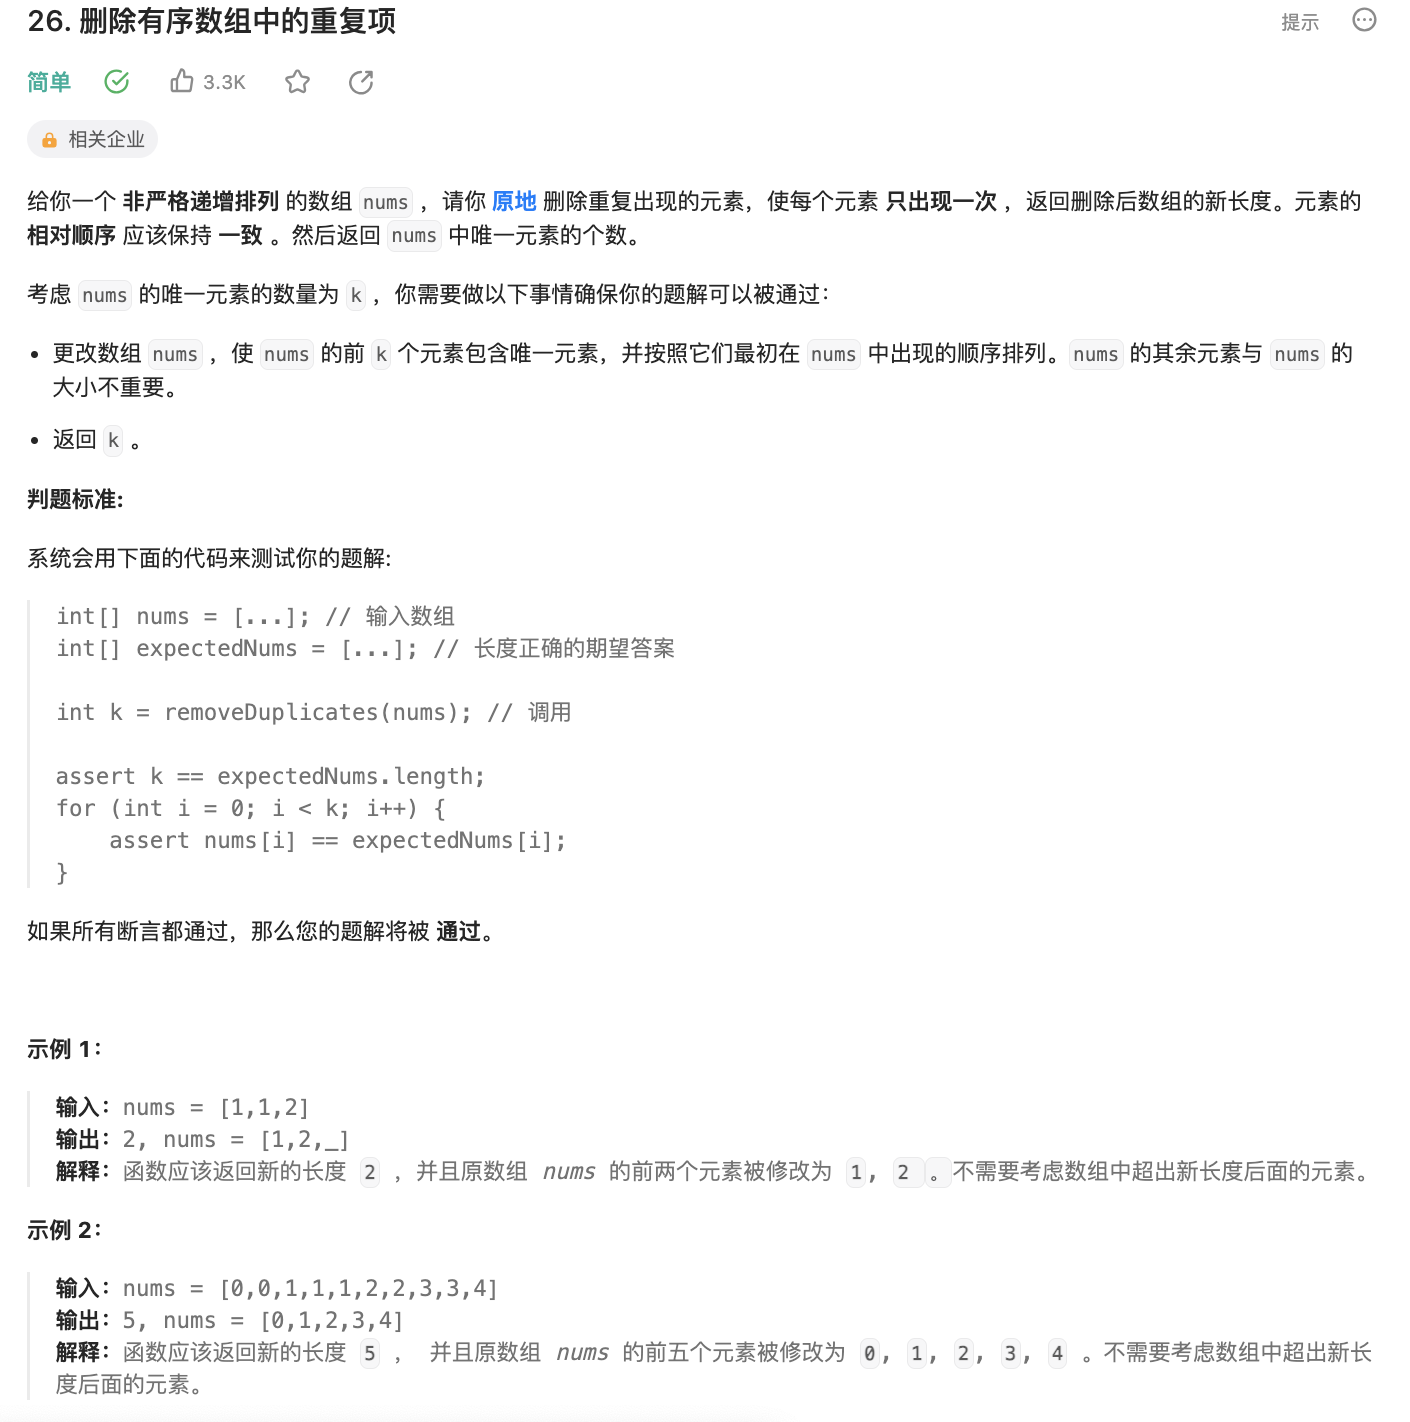 26. 删除有序数组中的重复项
提示
简单 3.3K
相关企业
给你一个 非严格递增排列 的数组 nums ，请你 原地 删除重复出现的元素，使每个元素 只出现一次 ，返回删除后数组的新长度。元素的
相对顺序 应该保持 一致 。然后返回 nums 中唯一元素的个数。
考虑 nums 的唯一元素的数量为 k ，你需要做以下事情确保你的题解可以被通过：
• 更改数组 nums ，使 nums 的前 k 个元素包含唯一元素，并按照它们最初在 nums 中出现的顺序排列。nums 的其余元素与 nums 的
大小不重要。
• 返回 k 。
判题标准:
系统会用下面的代码来测试你的题解:
int[] nums = [...]; // 输入数组
int[] expectedNums = [...]; // 长度正确的期望答案
int k = removeDuplicates(nums); // 调用
assert k == expectedNums.length;
for (int i = 0; i < k; i++) {
    assert nums[i] == expectedNums[i];
}
如果所有断言都通过，那么您的题解将被 通过。
示例 1：
输入：nums = [1,1,2]
输出：2, nums = [1,2,_]
解释：函数应该返回新的长度 2 ，并且原数组 nums 的前两个元素被修改为 1, 2 。不需要考虑数组中超出新长度后面的元素。
示例 2：
输入：nums = [0,0,1,1,1,2,2,3,3,4]
输出：5, nums = [0,1,2,3,4]
解释：函数应该返回新的长度 5 ， 并且原数组 nums 的前五个元素被修改为 0, 1, 2, 3, 4 。不需要考虑数组中超出新长
度后面的元素。